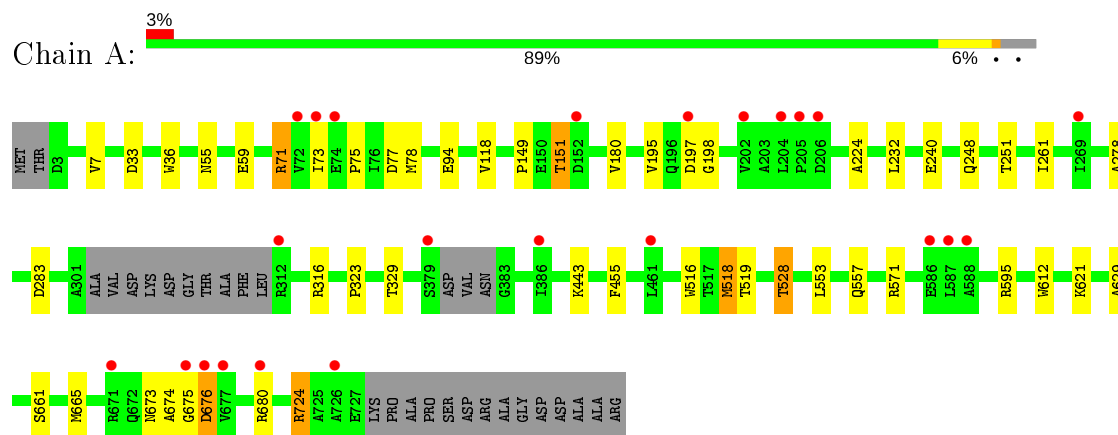 3%
Chain A:
89% 6% • •
MET THR D3 V7 D33 W36 N55 E59 R71 V72 I73 E74 P75 I76 D77 M78 E94 V118 P149 E150 T151 D152 V180 V195 Q196 D197 G198 V202 A203 L204 P205 D206 A224 L232 E240 Q248 T251 I261 I269 A278
D283 A301 ALA VAL ASP LYS ASP GLY THR ALA PHE LEU R312 R316 P323 T329 S379 ASP VAL ASN G383 I386 K443 F455 L461 W516 T517 M518 T519 T528 L553 Q557 R571 E586 L587 A588 R595 W612 K621
S661 M665 R671 Q672 N673 A674 G675 D676 V677 R680 R724 A725 A726 E727 LYS PRO ALA PRO SER ASP ARG ALA GLY ASP ASP ALA ALA ARG